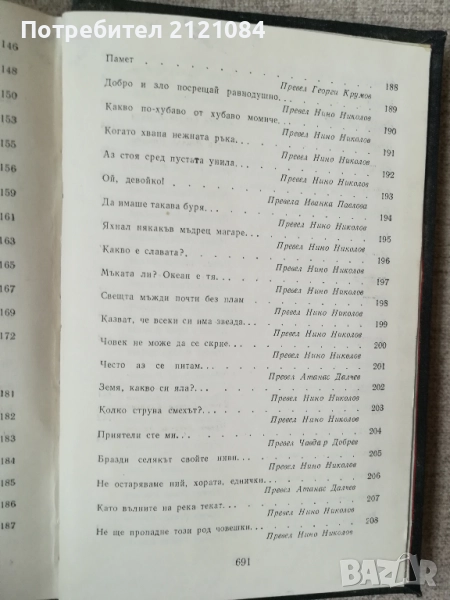 Потребител 2121084
146
148
150
153
155
157
159
161
163
165
167
169
172
181
182
183
184
185
187
Памет . . . . . . . . . . . . . . . 188
Превел Георги Крумов
Добро и зло посрещай равнодушно. . . . 189
Превел Нино Николов
Какво по-хубаво от хубаво момиче. . . . 190
Превел Нино Николов
Когато хвана нежната ръка. . . . . . . 191
Превел Нино Николов
Аз стоя сред пустата унила. . . . . . . 192
Превел Нино Николов
Ой, девойко! . . . . . . . . . . . . 193
Превела Иванка Павлова
Да имаше такава буря. . . . . . . . . 194
Превел Нино Николов
Яхнал някакъв мъдрец магаре. . . . . . 195
Превел Нино Николов
Какво е славата?. . . . . . . . . . . 196
Превел Нино Николов
Мъката ли? Океан е тя. . . . . . . . . 197
Превел Нино Николов
Свещта мъжди почти без плам . . . . . 198
Превел Нино Николов
Казват, че всеки си има звезда. . . . . 199
Превел Нино Николов
Човек не може да се скрие. . . . . . . 200
Превел Нино Николов
Често аз се питам. . . . . . . . . . . 201
Превел Атанас Далчев
Земя, какво си яла?. . . . . . . . . . 202
Превел Нино Николов
Колко струва смехът?. . . . . . . . . 203
Превел Нино Николов
Приятели сте ми. . . . . . . . . . . 204
Превел Чавдар Добрев
Бразди селякът свойте ниви. . . . . . . 205
Превел Нино Николов
Не остаряваме ний, хората, еднички. . . 206
Превел Атанас Далчев
Като вълните на река текат. . . . . . . 207
Превел Нино Николов
Не ще пропадне този род човешки. . . . 208
Превел Нино Николов
691
BAZAR